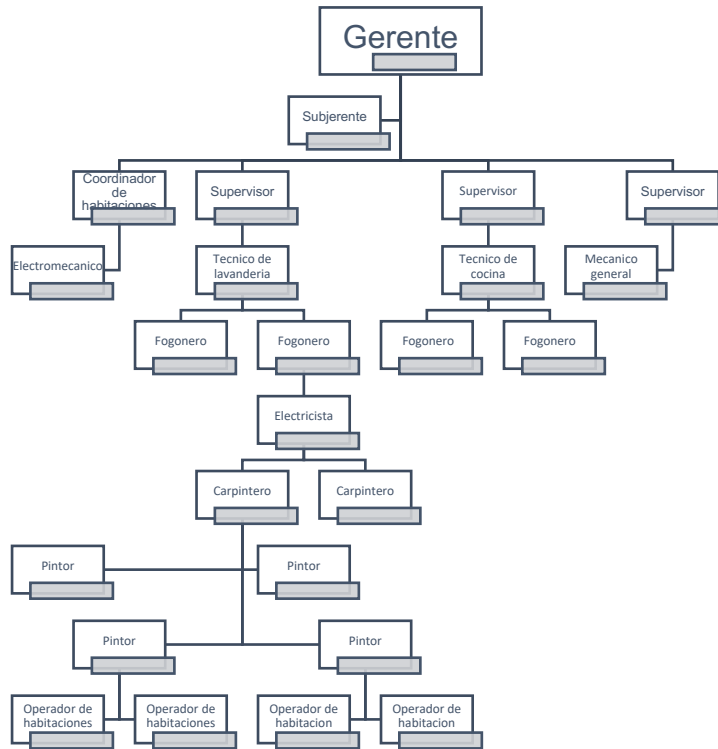 Gerente
Subjerente
Coordinador
de
habitaciones
Supervisor
Supervisor
Supervisor
Electromecanico
Tecnico de
lavanderia
Tecnico de
cocina
Mecanico
general
Fogonero
Fogonero
Fogonero
Fogonero
Electricista
Carpintero
Carpintero
Pintor
Pintor
Pintor
Pintor
Operador de
habitaciones
Operador de
habitaciones
Operador de
habitacion
Operador de
habitacion